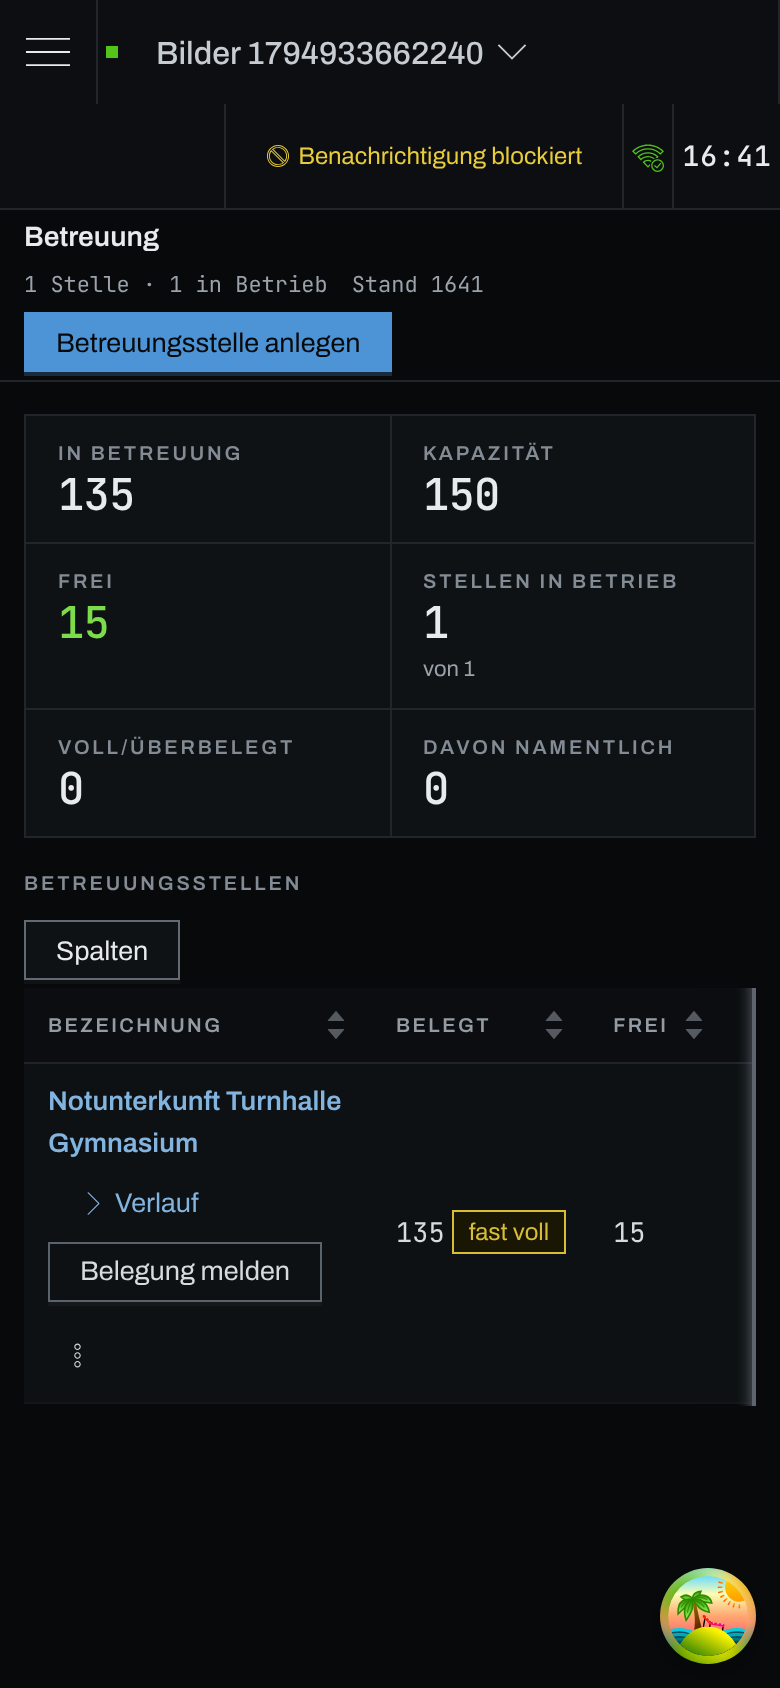 Bilder 1794933662240
Benachrichtigung blockiert
16:41
Betreuung
1 Stelle · 1 in Betrieb Stand 1641
Betreuungsstelle anlegen
IN BETREUUNG
135
KAPAZITÄT
150
FREI
15
STELLEN IN BETRIEB
1
von 1
VOLL/ÜBERBELEGT
0
DAVON NAMENTLICH
0
BETREUUNGSSTELLEN
Spalten
BEZEICHNUNG BELEGT FREI
Notunterkunft Turnhalle
Gymnasium
Verlauf
135 fast voll 15
Belegung melden